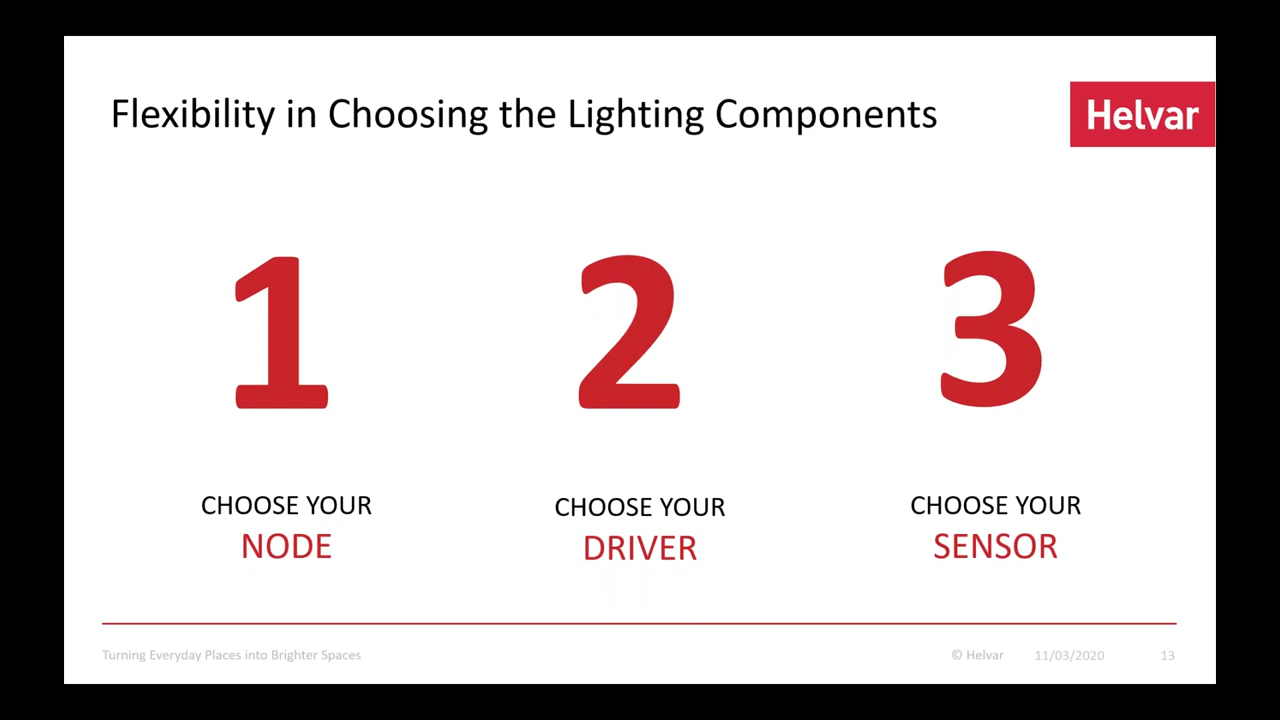 Flexibility in Choosing the Lighting Components
Helvar
1
2
3
CHOOSE YOUR
NODE
CHOOSE YOUR
DRIVER
CHOOSE YOUR
SENSOR
Turning Everyday Places into Brighter Spaces
© Helvar
11/03/2020
13